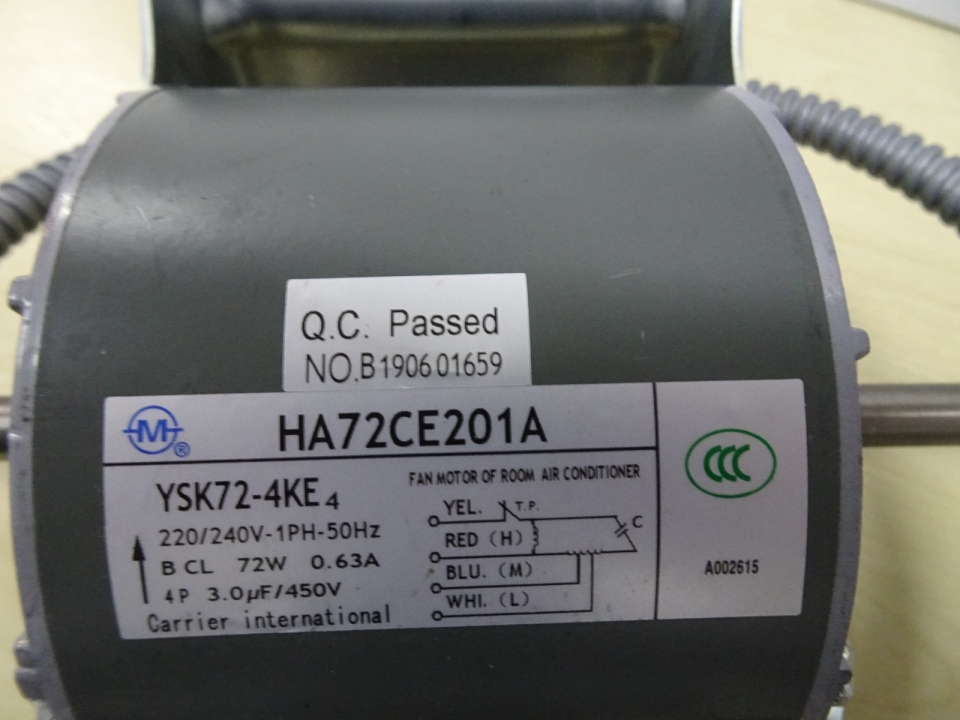 Q.C. Passed
NO.B190601659
M ®
HA72CE201A
YSK72-4KE4
220/240V-1PH-50Hz
B CL 72W 0.63A
4P 3.0μF/450V
Carrier international
FAN MOTOR OF ROOM AIR CONDITIONER
YEL. T.P.
C
RED (H)
BLU. (M)
WHI. (L)
CCC
A002615